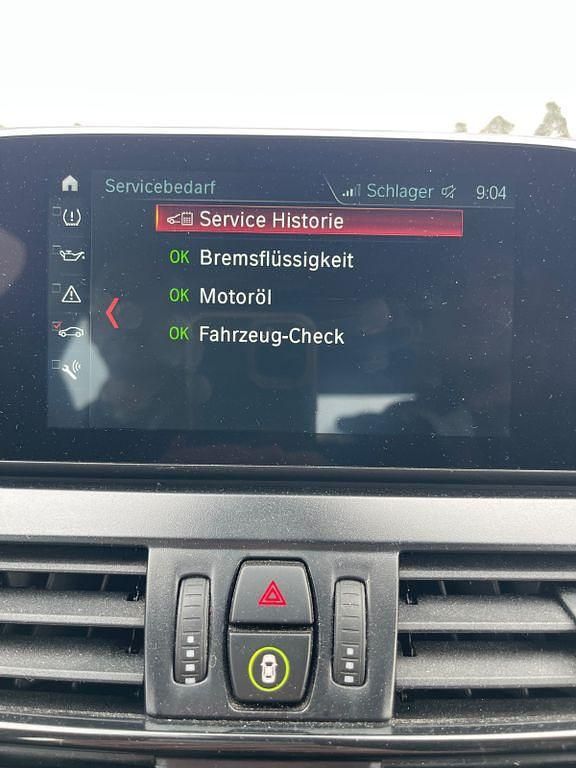 Servicebedarf
Schlager 9:04
Service Historie
OK Bremsflüssigkeit
OK Motoröl
OK Fahrzeug-Check